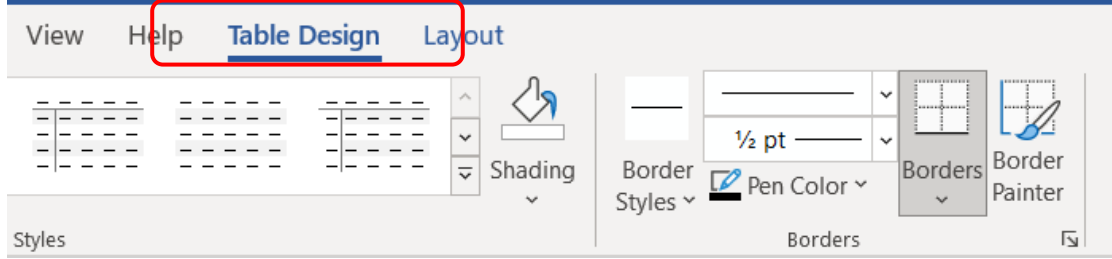 View Help Table Design Layout
Shading
Border
Styles
½ pt
Pen Color
Borders
Border
Painter
Styles
Borders